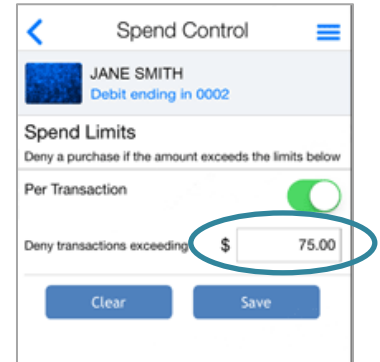 Spend Control
JANE SMITH
Debit ending in 0002
Spend Limits
Deny a purchase if the amount exceeds the limits below
Per Transaction
Deny transactions exceeding $ 75.00
Clear Save